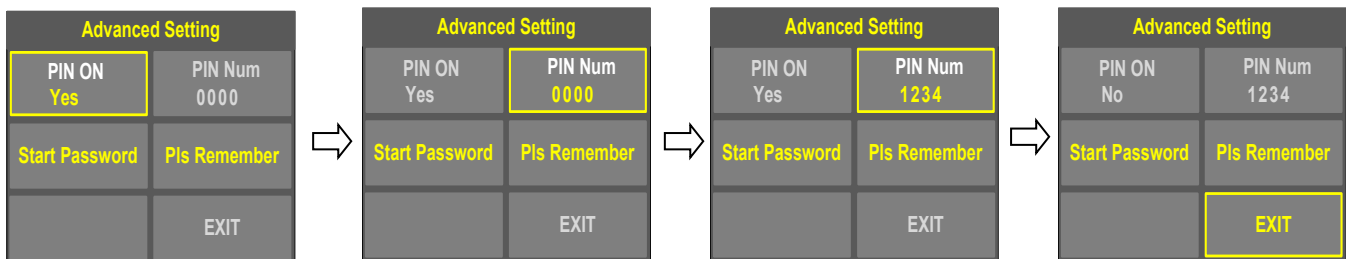 Advanced Setting
PIN ON PIN Num
Yes 0000
Start Password Pls Remember
EXIT
Advanced Setting
PIN ON PIN Num
Yes 0000
Start Password Pls Remember
EXIT
Advanced Setting
PIN ON PIN Num
Yes 1234
Start Password Pls Remember
EXIT
Advanced Setting
PIN ON PIN Num
No 1234
Start Password Pls Remember
EXIT